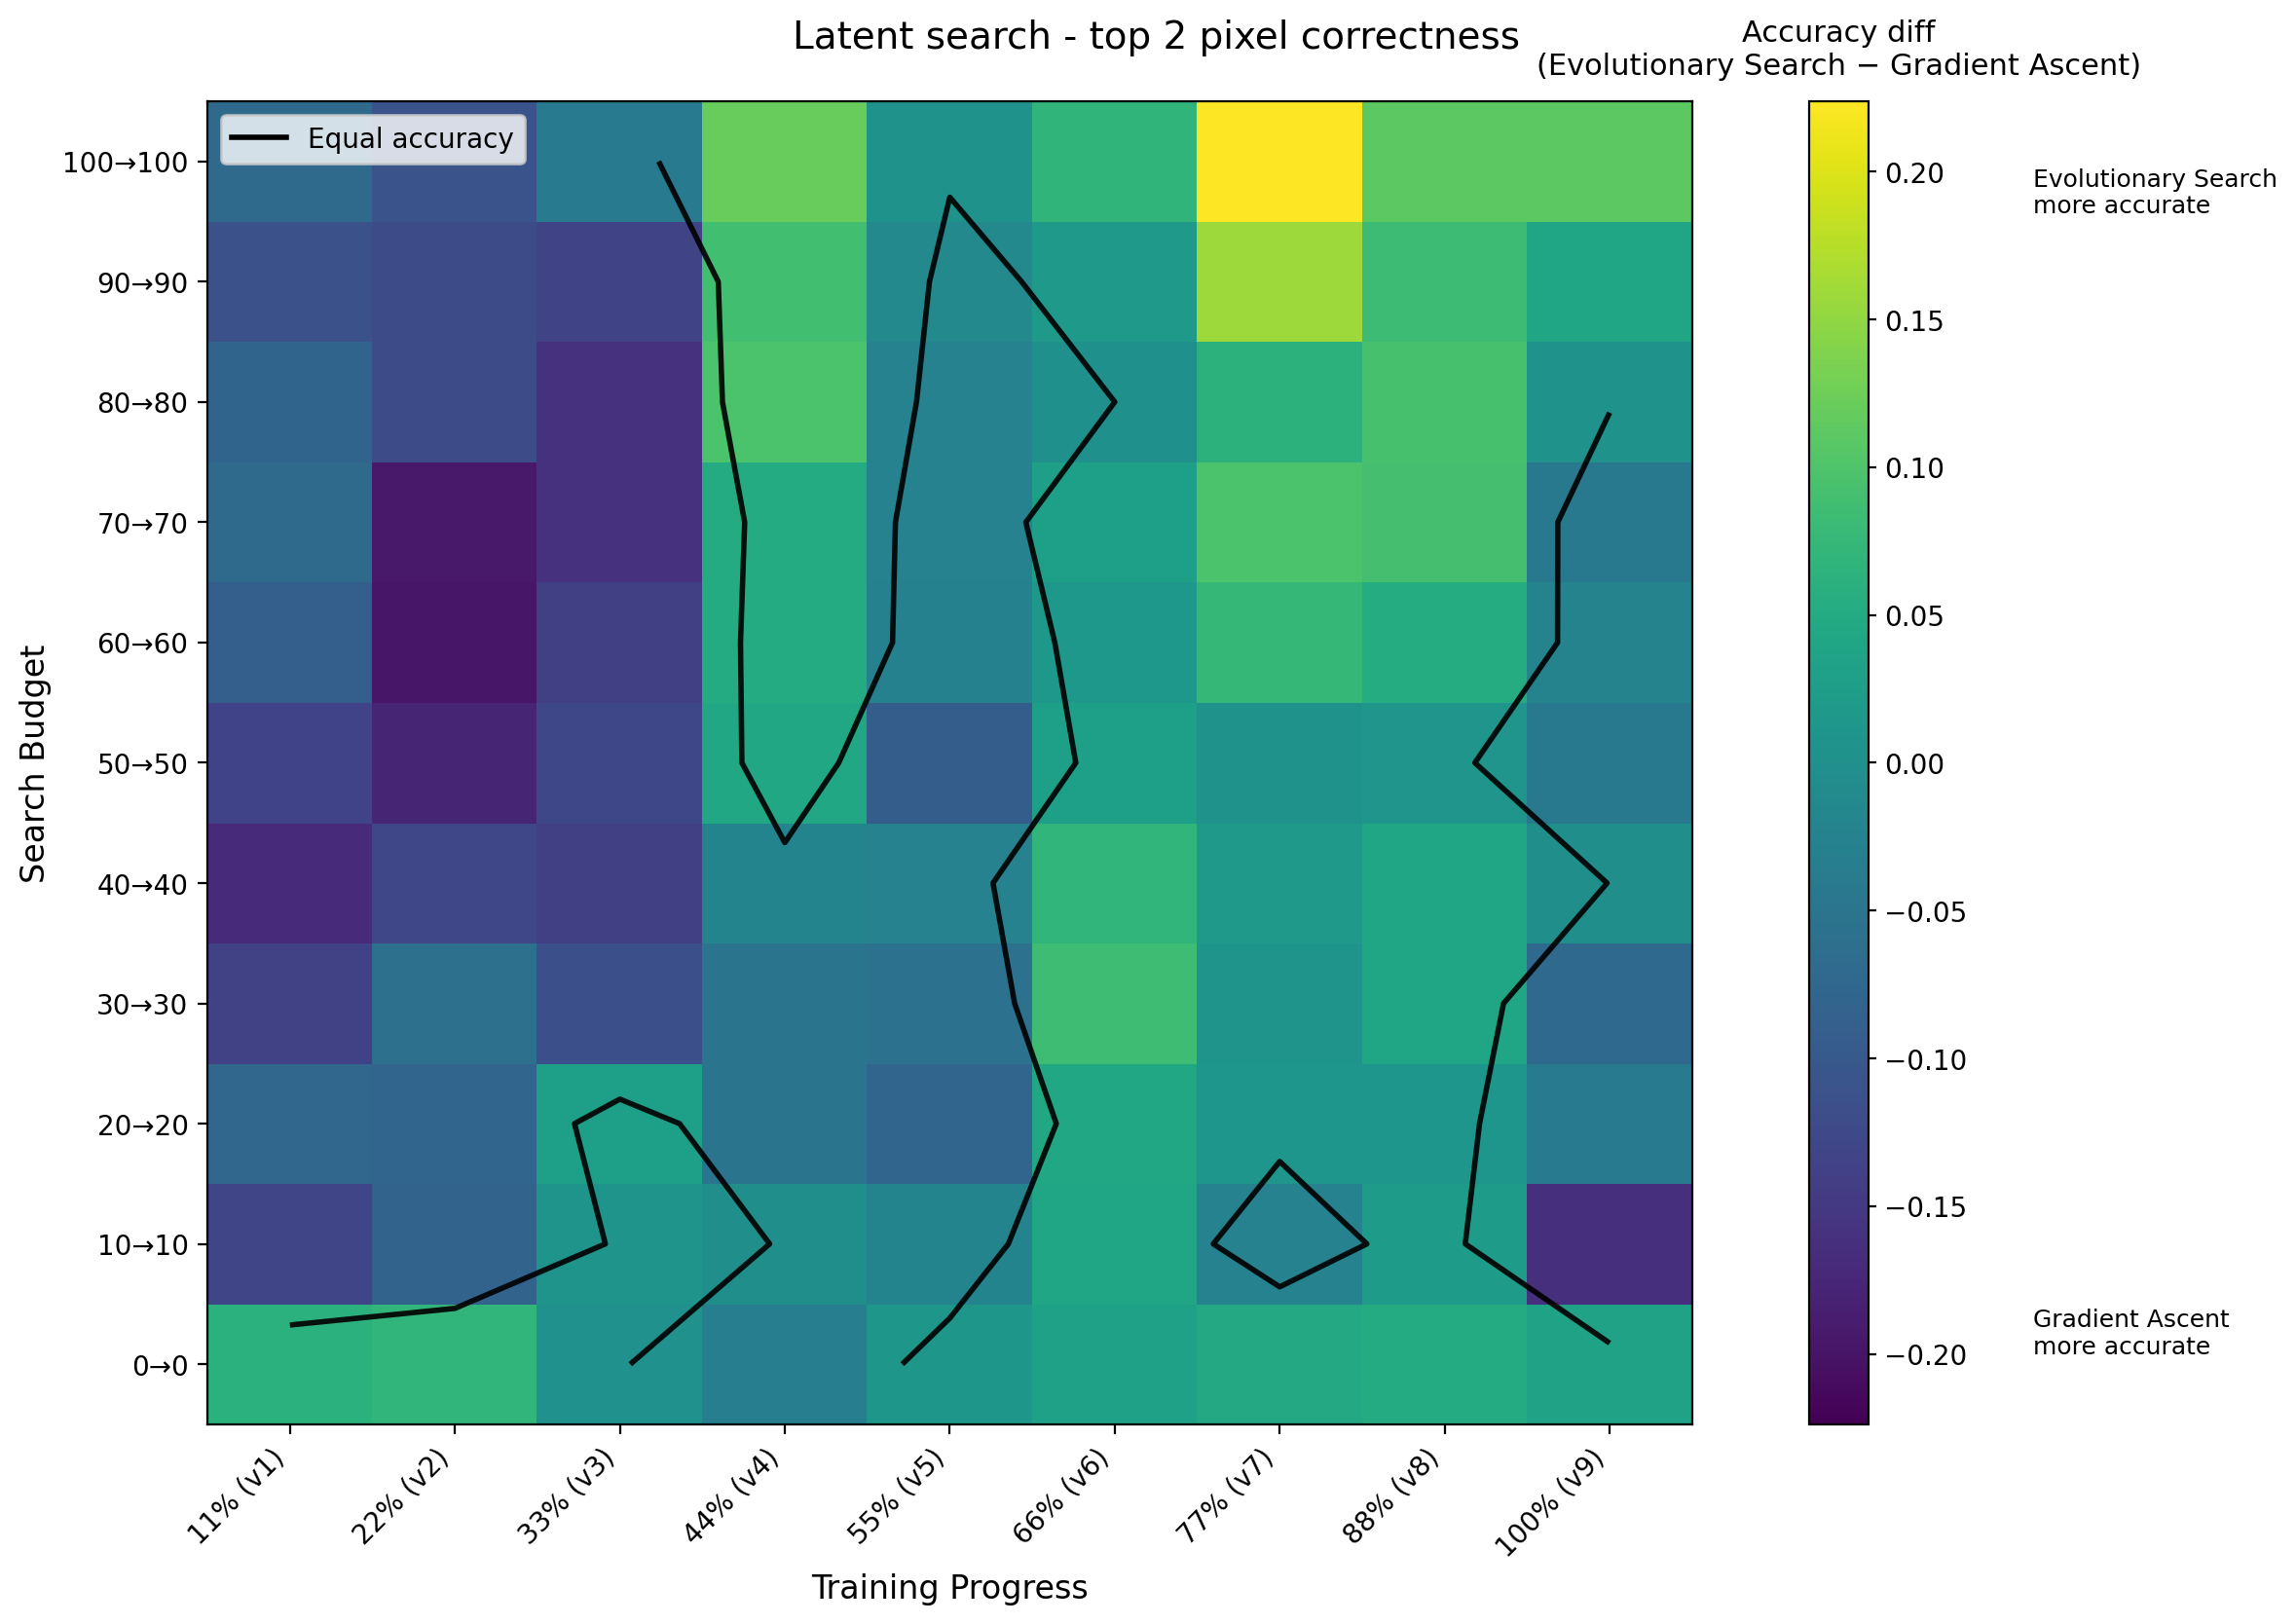 Latent search - top 2 pixel correctness
Accuracy diff
(Evolutionary Search − Gradient Ascent)
Equal accuracy
Search Budget
100→100
90→90
80→80
70→70
60→60
50→50
40→40
30→30
20→20
10→10
0→0
11% (v1)
22% (v2)
33% (v3)
44% (v4)
55% (v5)
66% (v6)
77% (v7)
88% (v8)
100% (v9)
Training Progress
0.20
0.15
0.10
0.05
0.00
−0.05
−0.10
−0.15
−0.20
Evolutionary Search
more accurate
Gradient Ascent
more accurate